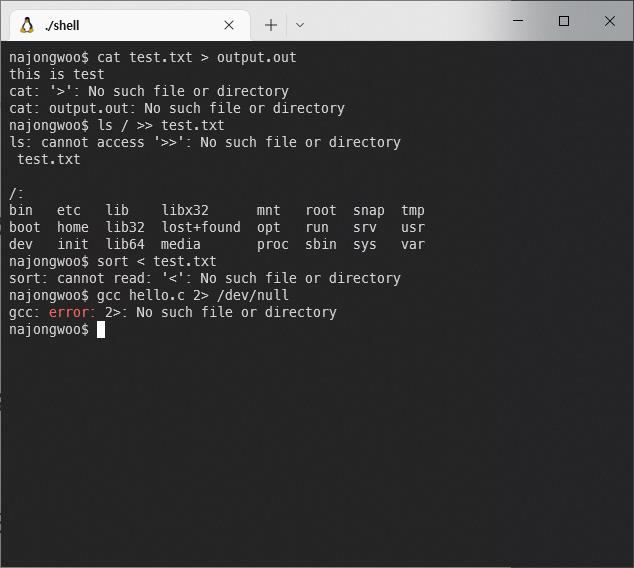 ./shell
najongwoo$ cat test.txt > output.out
this is test
cat: '>': No such file or directory
cat: output.out: No such file or directory
najongwoo$ ls / >> test.txt
ls: cannot access '>>': No such file or directory
 test.txt

/:
bin   etc   lib    libx32      mnt   root  snap  tmp
boot  home  lib32  lost+found  opt   run   srv   usr
dev   init  lib64  media       proc  sbin  sys   var
najongwoo$ sort < test.txt
sort: cannot read: '<': No such file or directory
najongwoo$ gcc hello.c 2> /dev/null
gcc: error: 2>: No such file or directory
najongwoo$